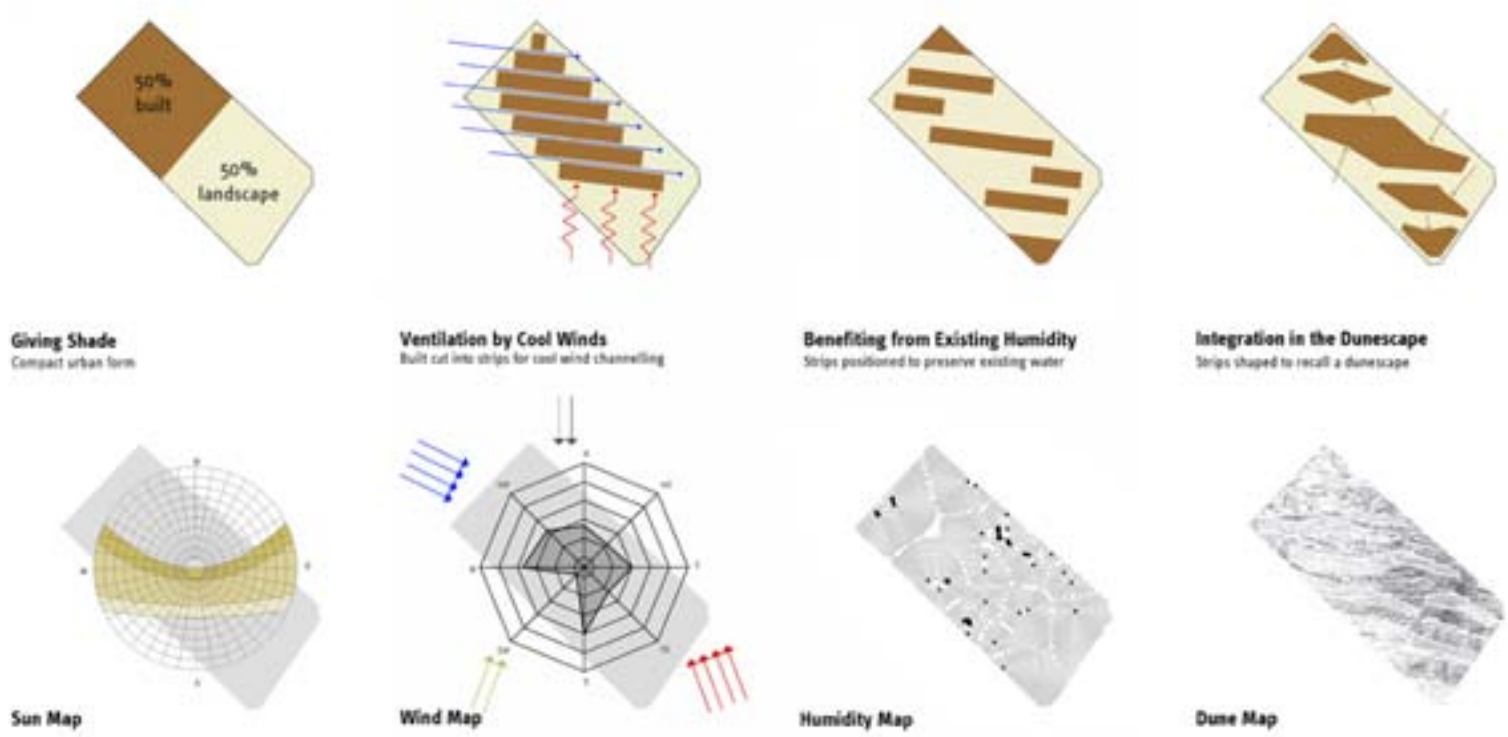 50%
built
50%
landscape
Giving Shade
Compact urban form
Ventilation by Cool Winds
Built cut into strips for cool wind channelling
Benefiting from Existing Humidity
Strips positioned to preserve existing water
Integration in the Dunescape
Strips shaped to recall a dunescape
Sun Map
Wind Map
Humidity Map
Dune Map